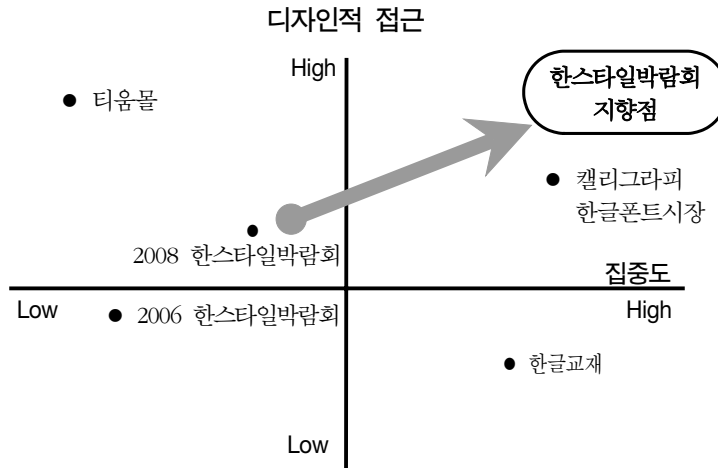 디자인적 접근
High
한스타일박람회
지향점
티움몰
캘리그라피
한글폰트시장
2008 한스타일박람회
집중도
Low
2006 한스타일박람회
High
한글교재
Low